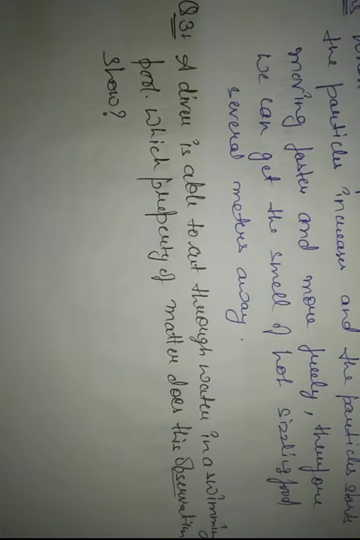 the particles increases and the particles start
moving faster and more freely, therefore
we can get the smell of hot sizzling food
several meters away.
Q3. A diver is able to cut through water in a swimming
pool. Which property of matter does this observation
show?